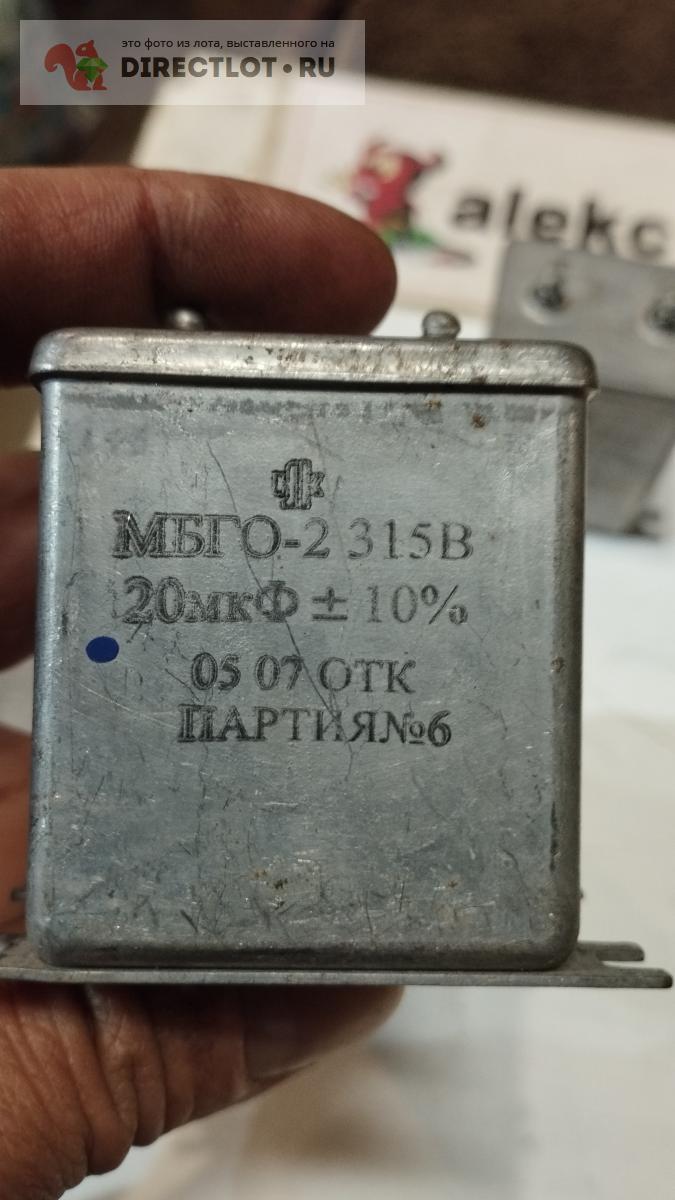 это фото из лота, выставленного на
DIRECTLOT•RU
alekc
МБГО-2 315В
20мкФ ± 10%
05 07 ОТК
ПАРТИЯ№6